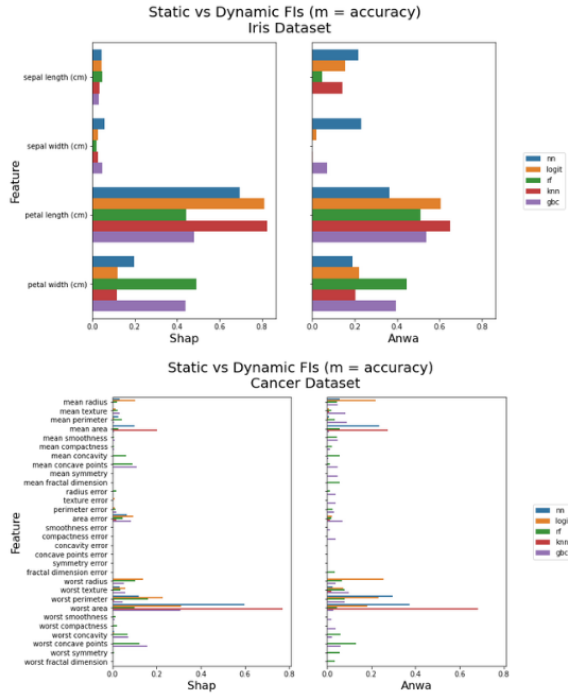 Static vs Dynamic FIs (m = accuracy)
Iris Dataset
Feature
sepal length (cm)
sepal width (cm)
petal length (cm)
petal width (cm)
0.0 0.2 0.4 0.6 0.8
Shap
0.0 0.2 0.4 0.6 0.8
Anwa
nn
logit
rf
knn
gbc
Static vs Dynamic FIs (m = accuracy)
Cancer Dataset
Feature
mean radius
mean texture
mean perimeter
mean area
mean smoothness
mean compactness
mean concavity
mean concave points
mean symmetry
mean fractal dimension
radius error
texture error
perimeter error
area error
smoothness error
compactness error
concavity error
concave points error
symmetry error
fractal dimension error
worst radius
worst texture
worst perimeter
worst area
worst smoothness
worst compactness
worst concavity
worst concave points
worst symmetry
worst fractal dimension
0.0 0.2 0.4 0.6 0.8
Shap
0.0 0.2 0.4 0.6 0.8
Anwa
nn
logit
rf
knn
gbc